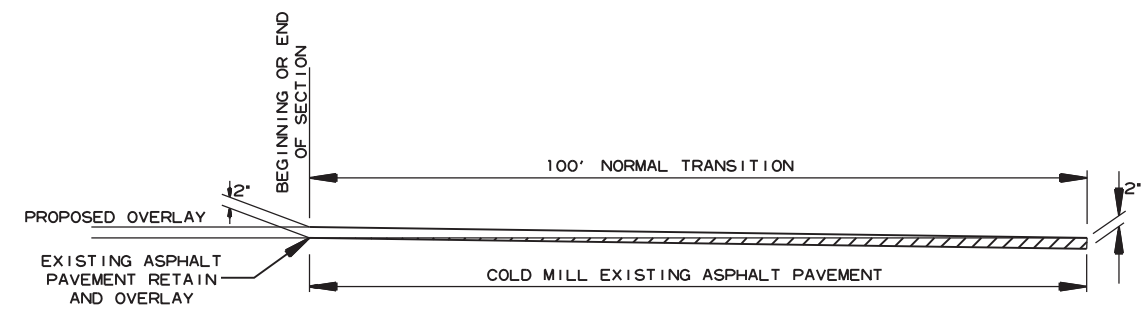 BEGINNING OR END
OF SECTION
100' NORMAL TRANSITION
2"
2"
PROPOSED OVERLAY
EXISTING ASPHALT
PAVEMENT RETAIN
AND OVERLAY
COLD MILL EXISTING ASPHALT PAVEMENT